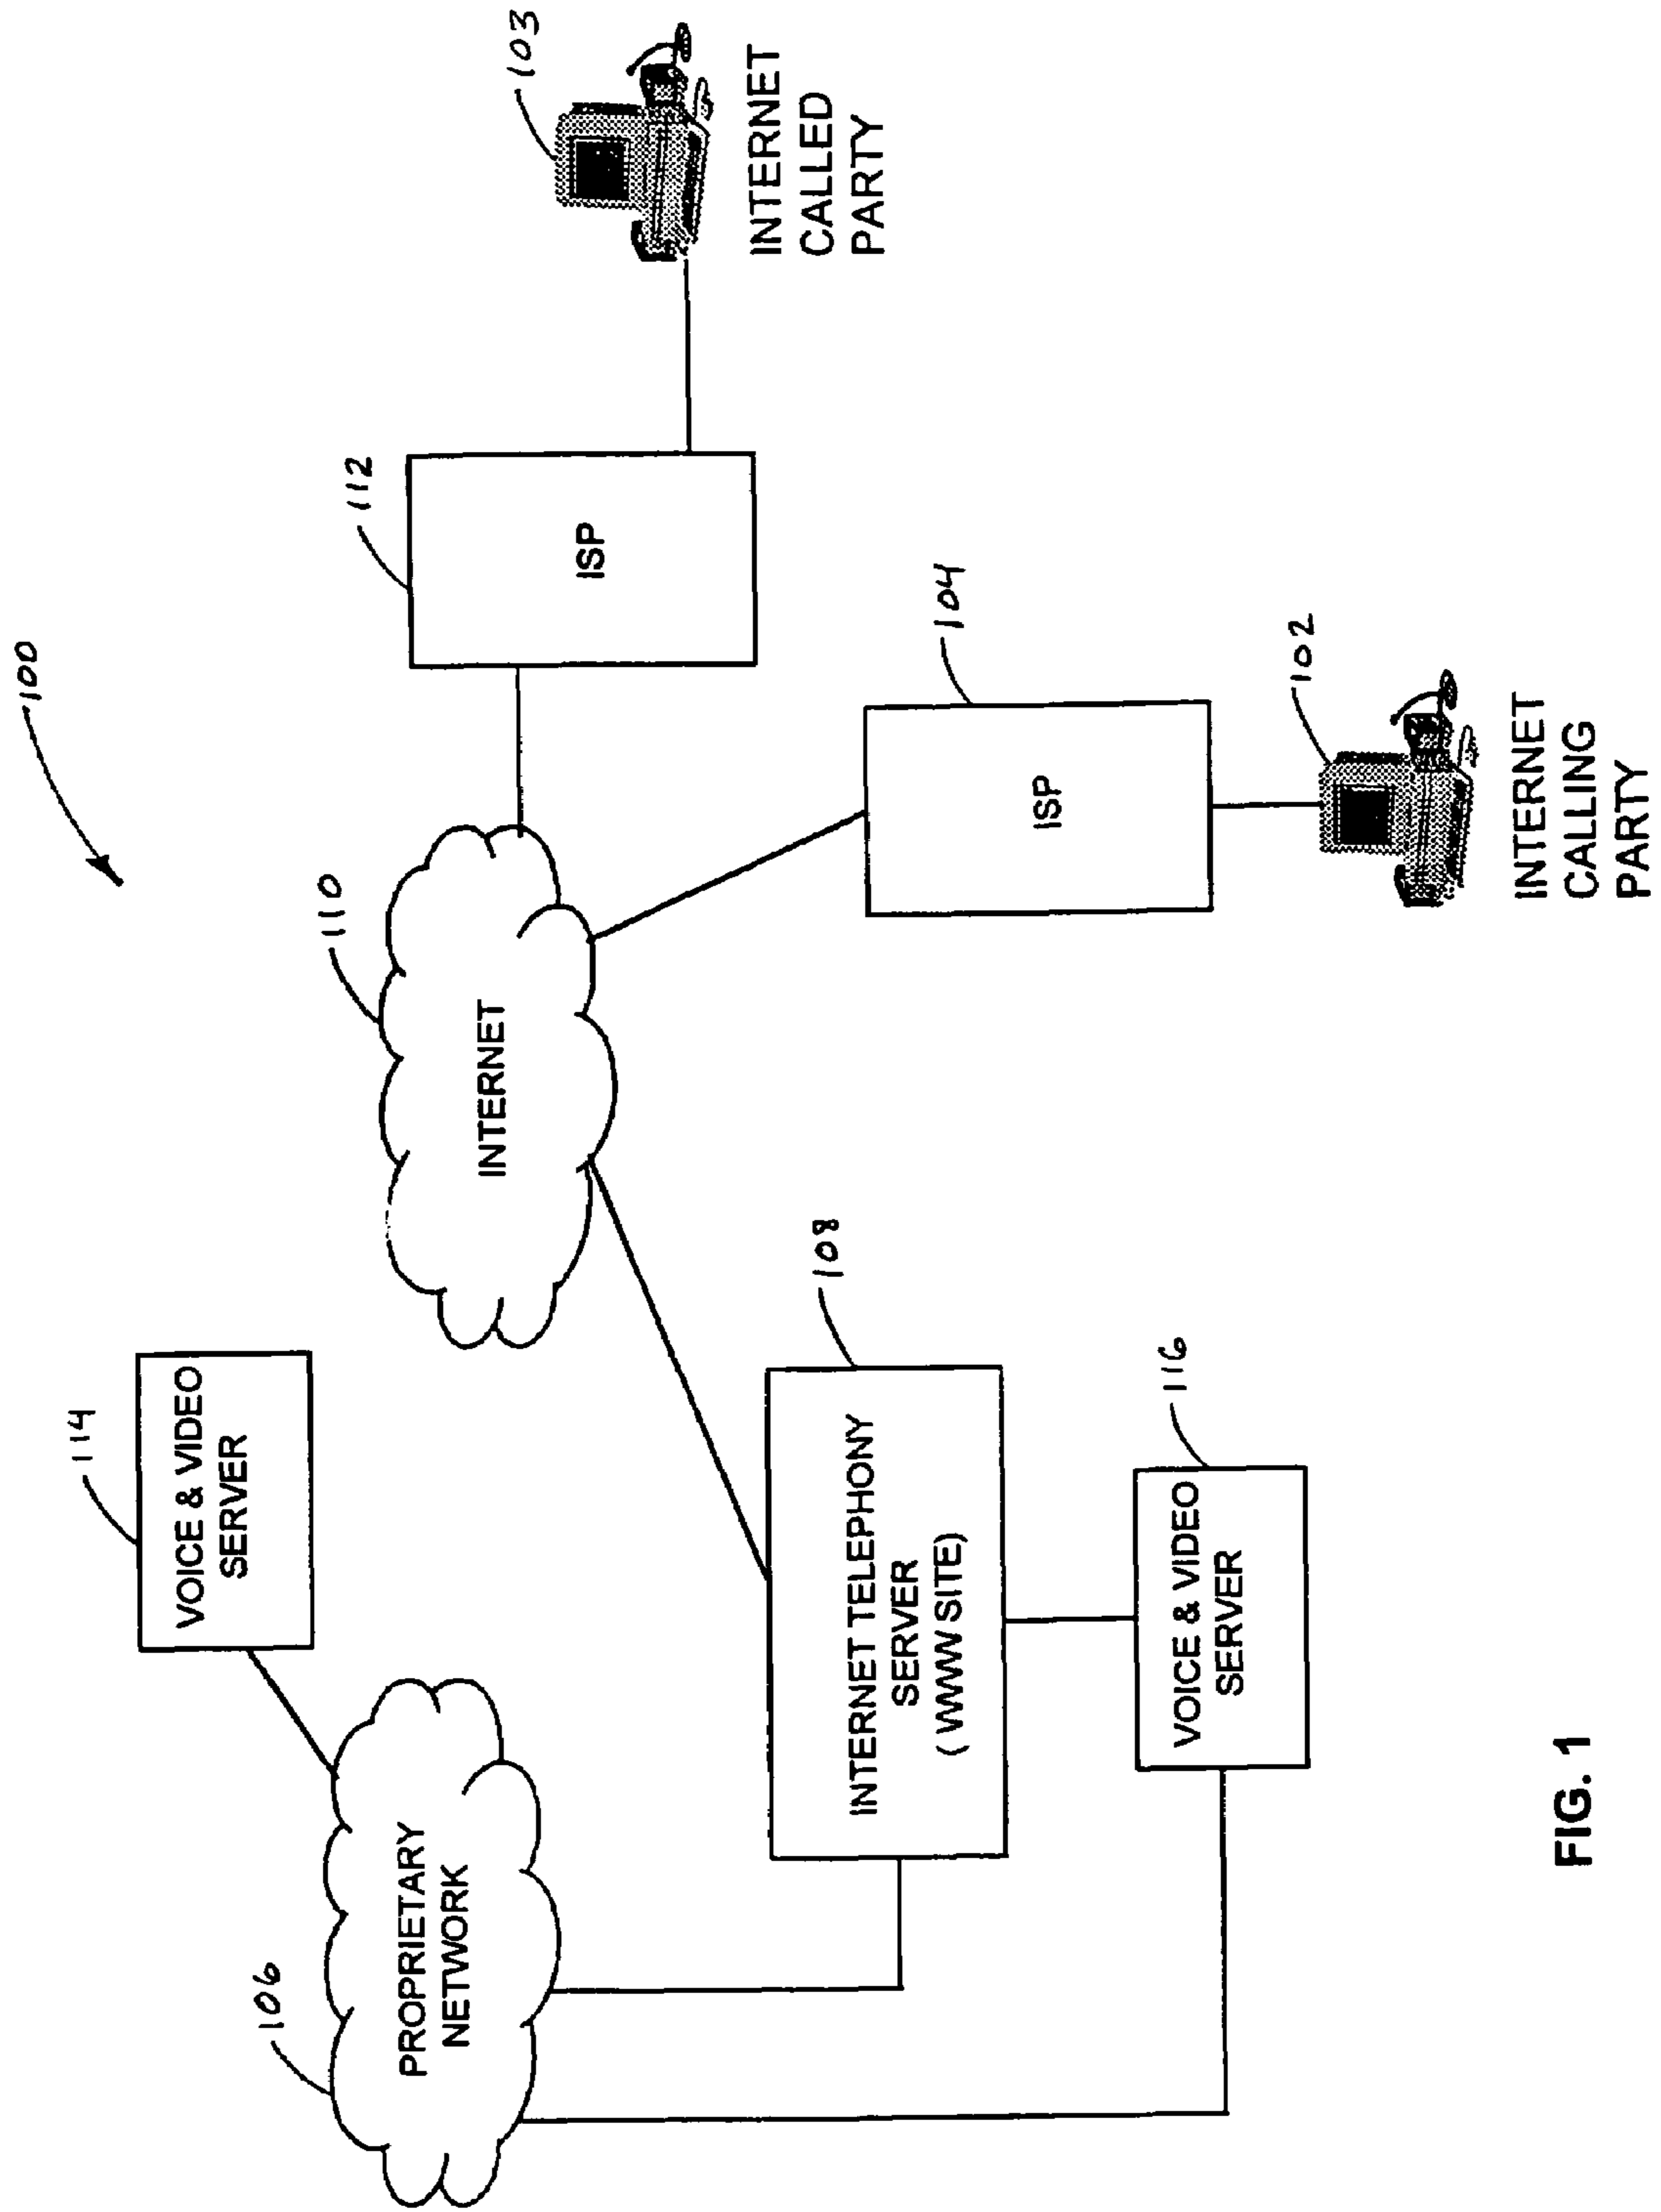 100
114
VOICE & VIDEO
SERVER
106
PROPRIETARY
NETWORK
110
INTERNET
112
ISP
103
INTERNET
CALLED
PARTY
108
INTERNET TELEPHONY
SERVER
( WWW SITE)
104
ISP
116
VOICE & VIDEO
SERVER
102
INTERNET
CALLING
PARTY
FIG. 1